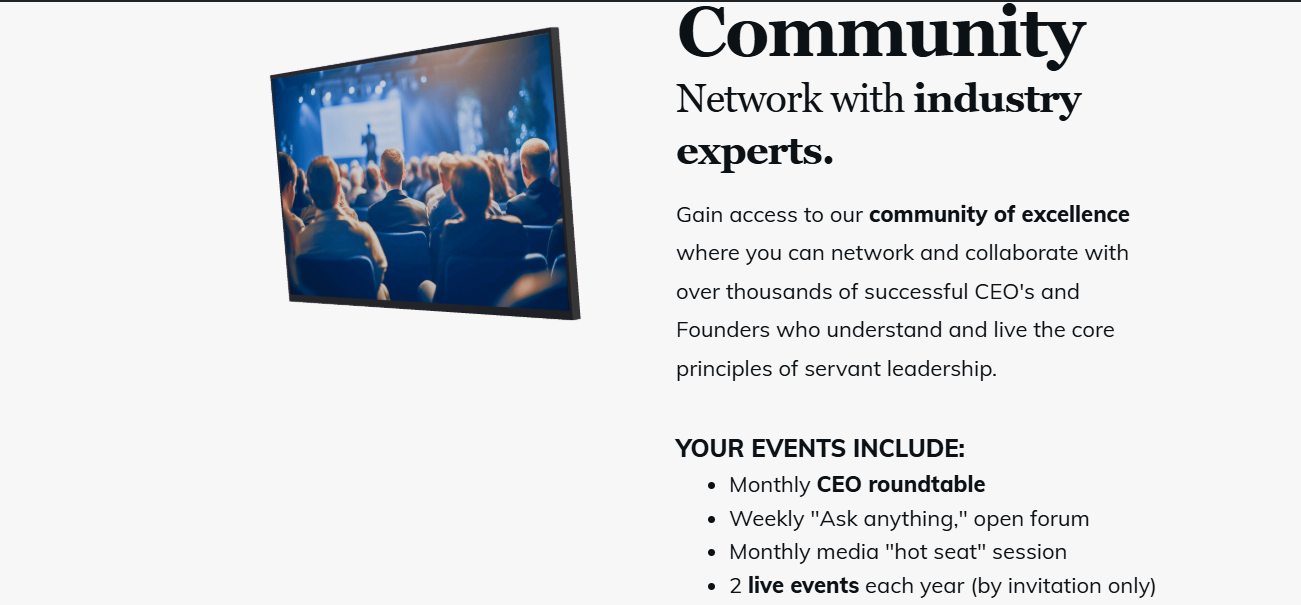 Community
Network with industry
experts.
Gain access to our community of excellence
where you can network and collaborate with
over thousands of successful CEO's and
Founders who understand and live the core
principles of servant leadership.
YOUR EVENTS INCLUDE:
• Monthly CEO roundtable
• Weekly "Ask anything," open forum
• Monthly media "hot seat" session
• 2 live events each year (by invitation only)